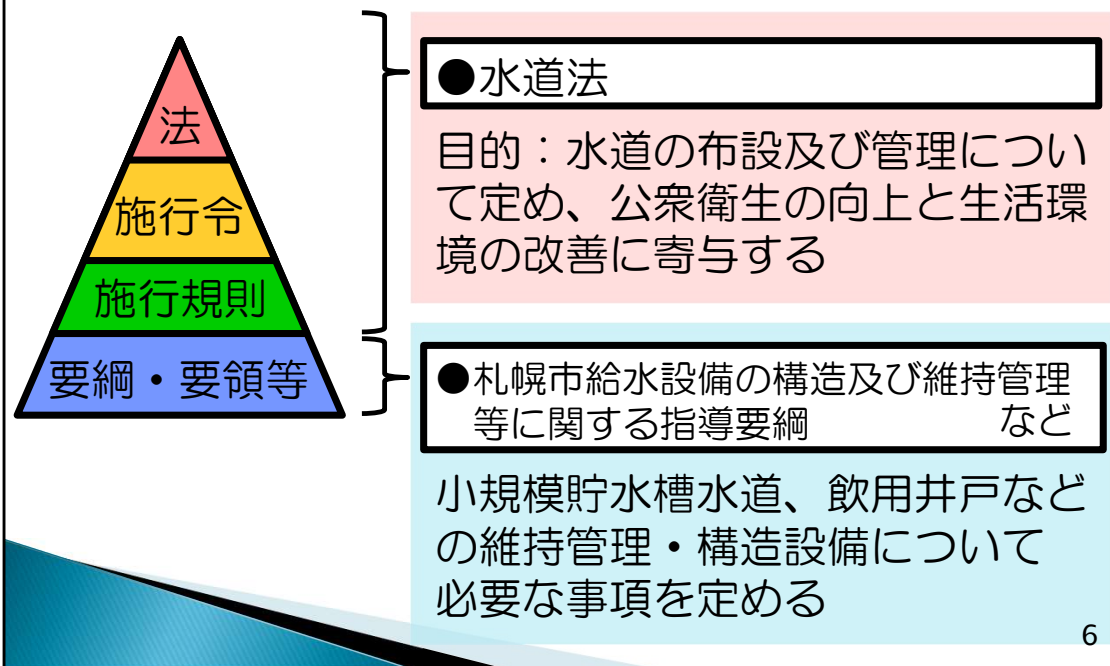 法
施行令
施行規則
要綱・要領等
●水道法
目的：水道の布設及び管理につい
て定め、公衆衛生の向上と生活環
境の改善に寄与する
●札幌市給水設備の構造及び維持管理
等に関する指導要綱 など
小規模貯水槽水道、飲用井戸など
の維持管理・構造設備について
必要な事項を定める
6